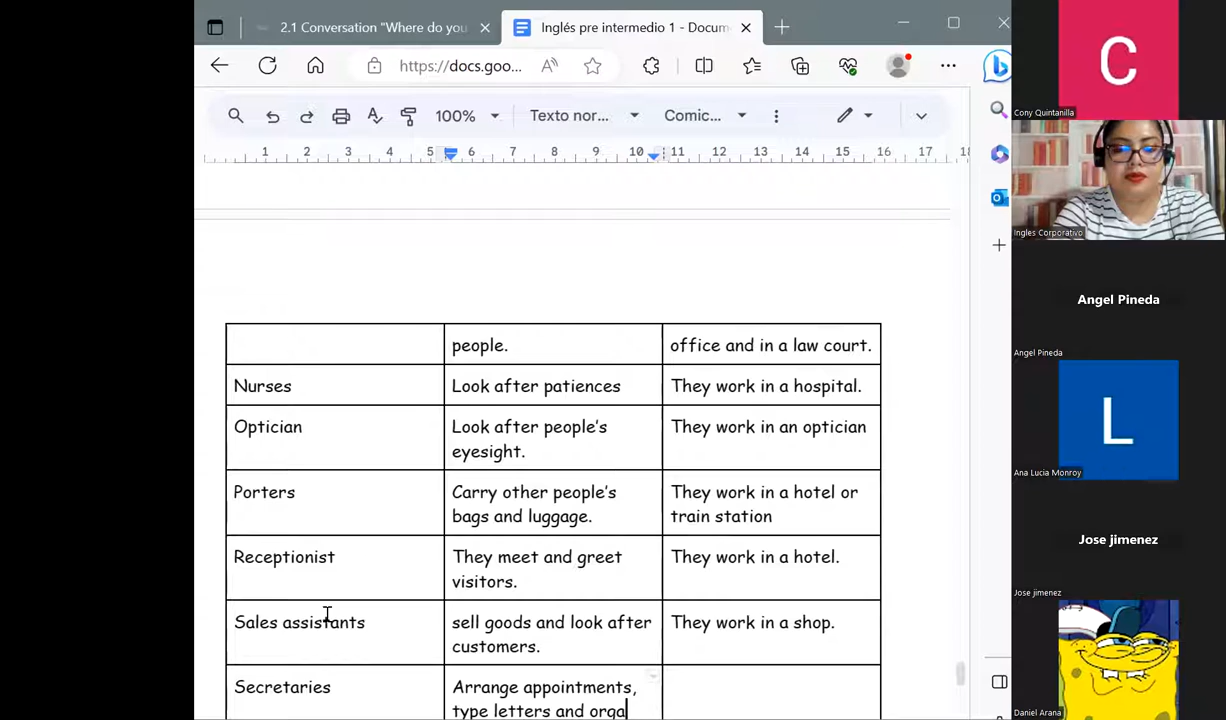 2.1 Conversation "Where do you
Inglés pre intermedio 1 - Docum
https://docs.goo...
100%
Texto nor...
Comic...
1 2 3 4 5 6 7 8 9 10 11 12 13 14 15 16 17 18
people.
office and in a law court.
Nurses
Look after patiences
They work in a hospital.
Optician
Look after people's
eyesight.
They work in an optician
Porters
Carry other people's
bags and luggage.
They work in a hotel or
train station
Receptionist
They meet and greet
visitors.
They work in a hotel.
Sales assistants
sell goods and look after
customers.
They work in a shop.
Secretaries
Arrange appointments,
type letters and orga
C
Cony Quintanilla
Ingles Corporativo
Angel Pineda
Angel Pineda
L
Ana Lucia Monroy
Jose jimenez
Jose jimenez
Daniel Arana